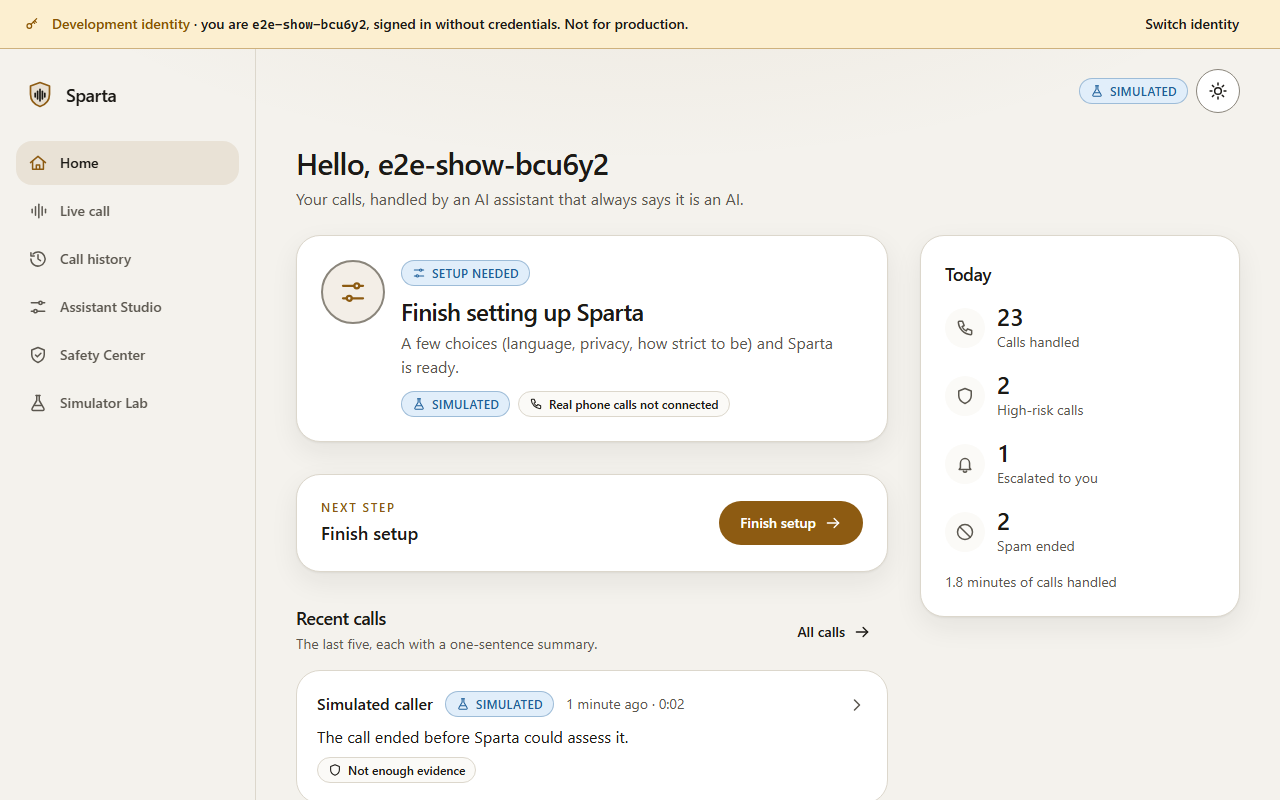 Development identity · you are e2e-show-bcu6y2, signed in without credentials. Not for production.
Switch identity
Sparta
SIMULATED
Home
Live call
Call history
Assistant Studio
Safety Center
Simulator Lab
Hello, e2e-show-bcu6y2
Your calls, handled by an AI assistant that always says it is an AI.
SETUP NEEDED
Finish setting up Sparta
A few choices (language, privacy, how strict to be) and Sparta
is ready.
SIMULATED
Real phone calls not connected
NEXT STEP
Finish setup
Finish setup
Recent calls
The last five, each with a one-sentence summary.
All calls
Simulated caller
SIMULATED
1 minute ago · 0:02
The call ended before Sparta could assess it.
Not enough evidence
Today
23
Calls handled
2
High-risk calls
1
Escalated to you
2
Spam ended
1.8 minutes of calls handled